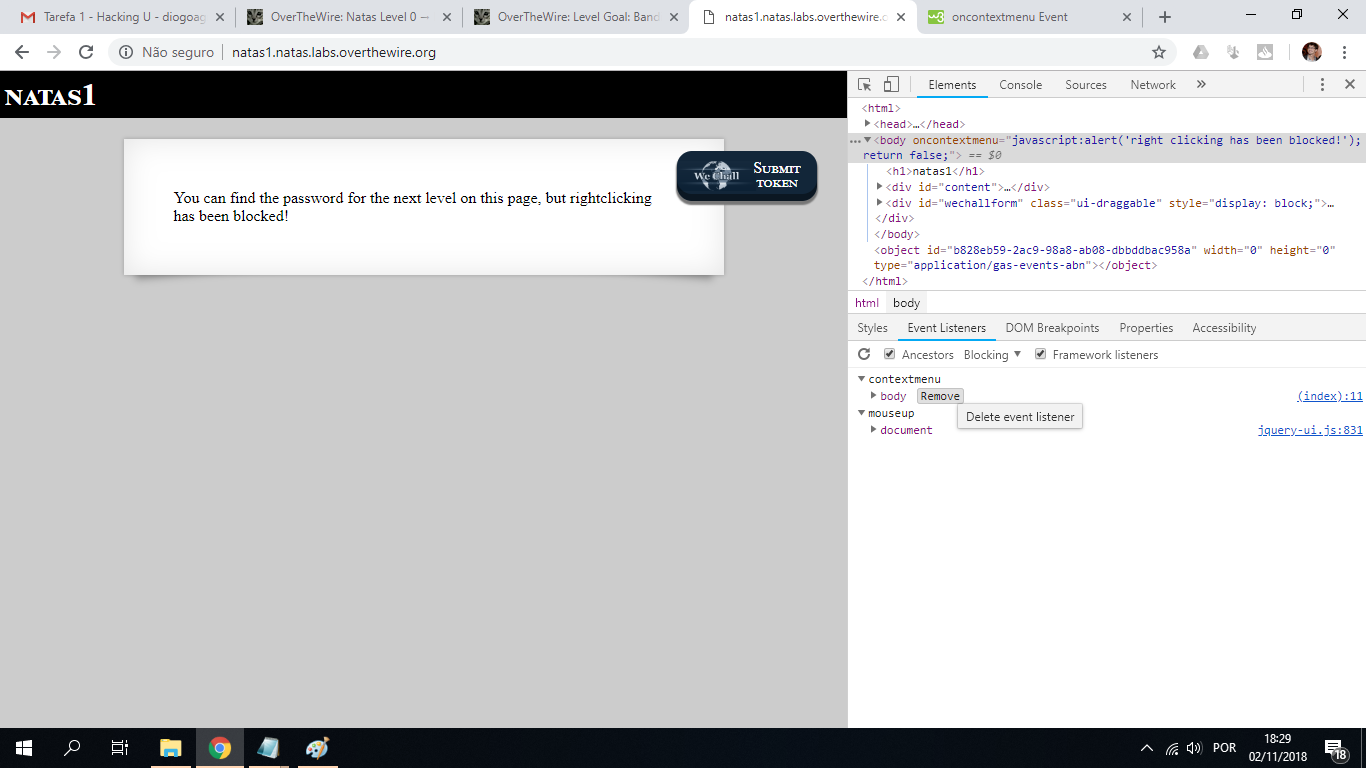 Tarefa 1 - Hacking U - diogoag
OverTheWire: Natas Level 0 —
OverTheWire: Level Goal: Band
natas1.natas.labs.overthewire.o
oncontextmenu Event
Não seguro
natas1.natas.labs.overthewire.org
NATAS1
You can find the password for the next level on this page, but rightclicking
has been blocked!
We Chall
SUBMIT
TOKEN
Elements Console Sources Network »
<html>
<head>…</head>
<body oncontextmenu="javascript:alert('right clicking has been blocked!');
return false;"> == $0
<h1>natas1</h1>
<div id="content">…</div>
<div id="wechallform" class="ui-draggable" style="display: block;">…
</div>
</body>
<object id="b828eb59-2ac9-98a8-ab08-dbbddbac958a" width="0" height="0"
type="application/gas-events-abn"></object>
</html>
html body
Styles Event Listeners DOM Breakpoints Properties Accessibility
Ancestors Blocking ▼ Framework listeners
contextmenu
body Remove (index):11
Delete event listener
mouseup
document jquery-ui.js:831
POR
18:29
02/11/2018
18